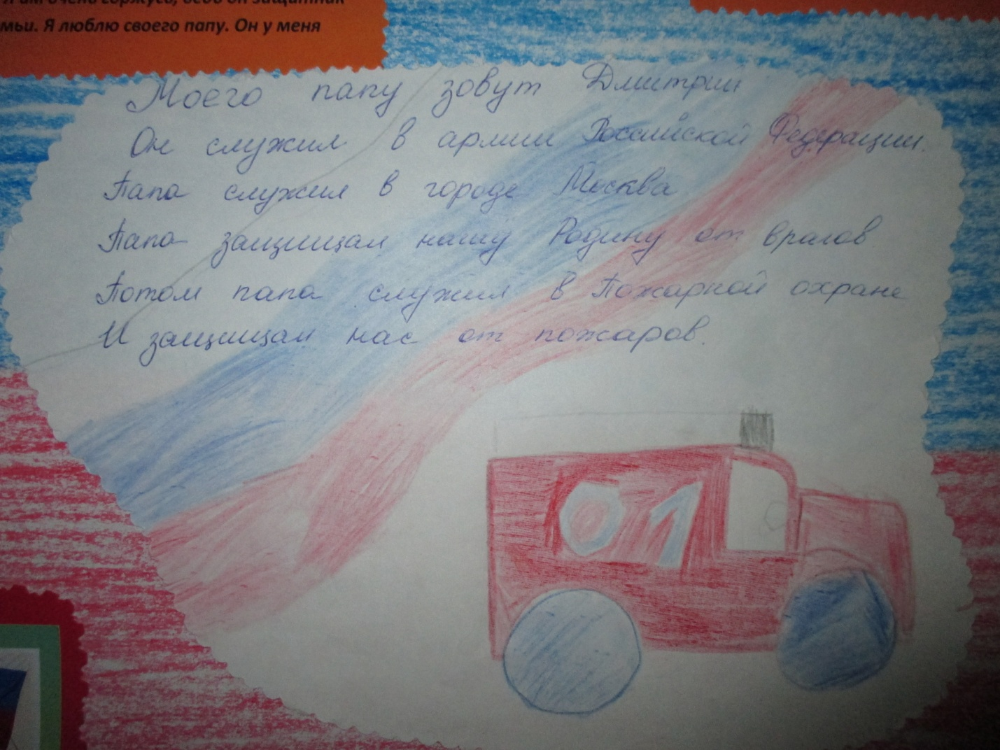 Я им очень горжусь, ведь он защитник
мьи. Я люблю своего папу. Он у меня
Моего папу зовут Дмитрий
Он служил в армии Российской Федерации.
Папа служил в городе Москва
Папа защищал нашу Родину от врагов
Потом папа служил в Пожарной охране
И защищал нас от пожаров.
01